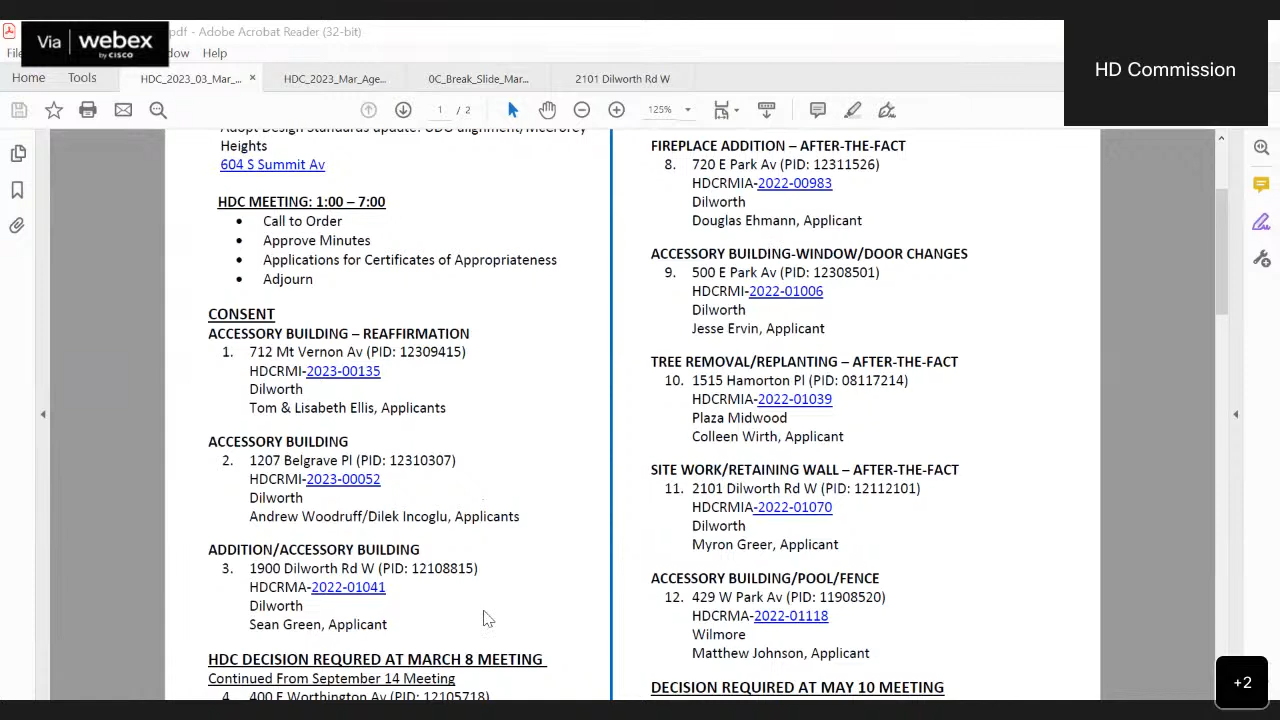 Via webex
by CISCO
pdf - Adobe Acrobat Reader (32-bit)
dow Help
HD Commission
Home Tools HDC_2023_03_Mar_... × HDC_2023_Mar_Age... 0C_Break_Slide_Mar... 2101 Dilworth Rd W
1 / 2 125%
Heights
604 S Summit Av
HDC MEETING: 1:00 – 7:00
• Call to Order
• Approve Minutes
• Applications for Certificates of Appropriateness
• Adjourn
CONSENT
ACCESSORY BUILDING – REAFFIRMATION
1. 712 Mt Vernon Av (PID: 12309415)
HDCRMI-2023-00135
Dilworth
Tom & Lisabeth Ellis, Applicants
ACCESSORY BUILDING
2. 1207 Belgrave Pl (PID: 12310307)
HDCRMI-2023-00052
Dilworth
Andrew Woodruff/Dilek Incoglu, Applicants
ADDITION/ACCESSORY BUILDING
3. 1900 Dilworth Rd W (PID: 12108815)
HDCRMA-2022-01041
Dilworth
Sean Green, Applicant
HDC DECISION REQURED AT MARCH 8 MEETING
Continued From September 14 Meeting
4. 400 E Worthington Av (PID: 12105718)
FIREPLACE ADDITION – AFTER-THE-FACT
8. 720 E Park Av (PID: 12311526)
HDCRMIA-2022-00983
Dilworth
Douglas Ehmann, Applicant
ACCESSORY BUILDING-WINDOW/DOOR CHANGES
9. 500 E Park Av (PID: 12308501)
HDCRMI-2022-01006
Dilworth
Jesse Ervin, Applicant
TREE REMOVAL/REPLANTING – AFTER-THE-FACT
10. 1515 Hamorton Pl (PID: 08117214)
HDCRMIA-2022-01039
Plaza Midwood
Colleen Wirth, Applicant
SITE WORK/RETAINING WALL – AFTER-THE-FACT
11. 2101 Dilworth Rd W (PID: 12112101)
HDCRMIA-2022-01070
Dilworth
Myron Greer, Applicant
ACCESSORY BUILDING/POOL/FENCE
12. 429 W Park Av (PID: 11908520)
HDCRMA-2022-01118
Wilmore
Matthew Johnson, Applicant
DECISION REQUIRED AT MAY 10 MEETING
+2